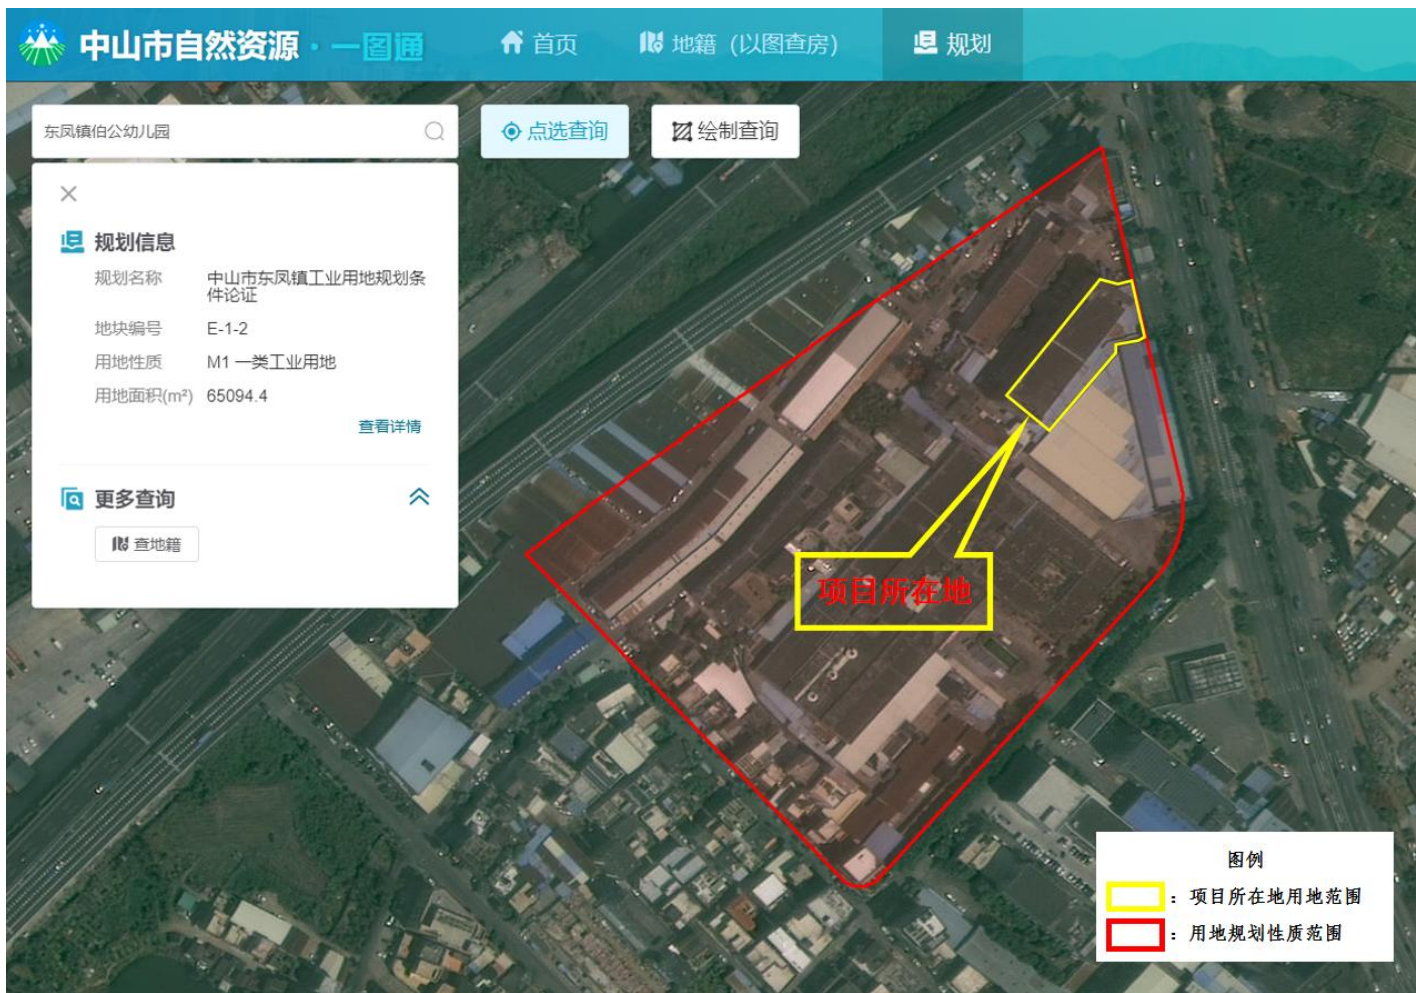 中山市自然资源·一图通
首页
地籍（以图查房）
规划
东凤镇伯公幼儿园
点选查询
绘制查询
规划信息
规划名称 中山市东凤镇工业用地规划条
件论证
地块编号 E-1-2
用地性质 M1 一类工业用地
用地面积(m²) 65094.4
查看详情
更多查询
查地籍
项目所在地
图例
：项目所在地用地范围
：用地规划性质范围